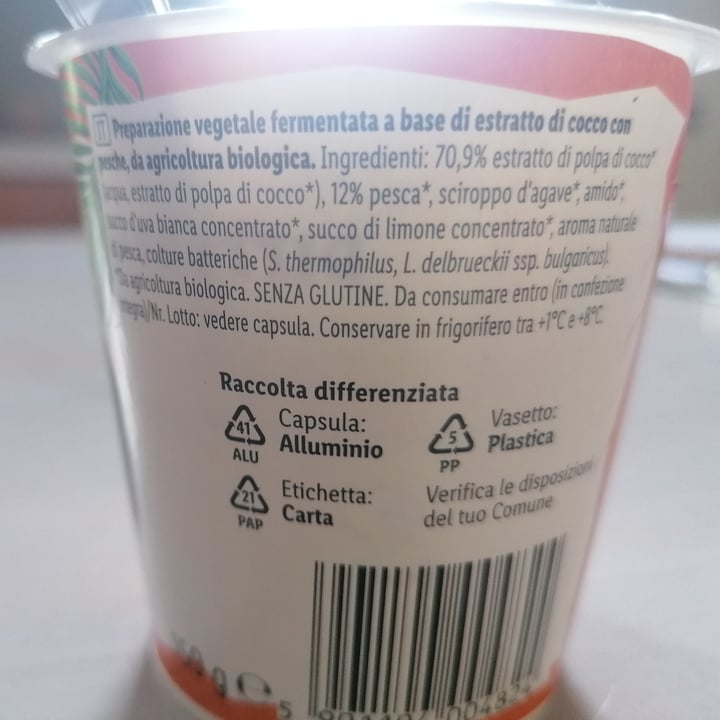 IT Preparazione vegetale fermentata a base di estratto di cocco con
pesche, da agricoltura biologica. Ingredienti: 70,9% estratto di polpa di cocco*
(acqua, estratto di polpa di cocco*), 12% pesca*, sciroppo d'agave*, amido*,
succo d'uva bianca concentrato*, succo di limone concentrato*, aroma naturale
di pesca, colture batteriche (S. thermophilus, L. delbrueckii ssp. bulgaricus).
*Da agricoltura biologica. SENZA GLUTINE. Da consumare entro (in confezione
integra)/Nr. Lotto: vedere capsula. Conservare in frigorifero tra +1°C e +8°C.
Raccolta differenziata
41
ALU
Capsula:
Alluminio
5
PP
Vasetto:
Plastica
21
PAP
Etichetta:
Carta
Verifica le disposizioni
del tuo Comune
g ℮
5